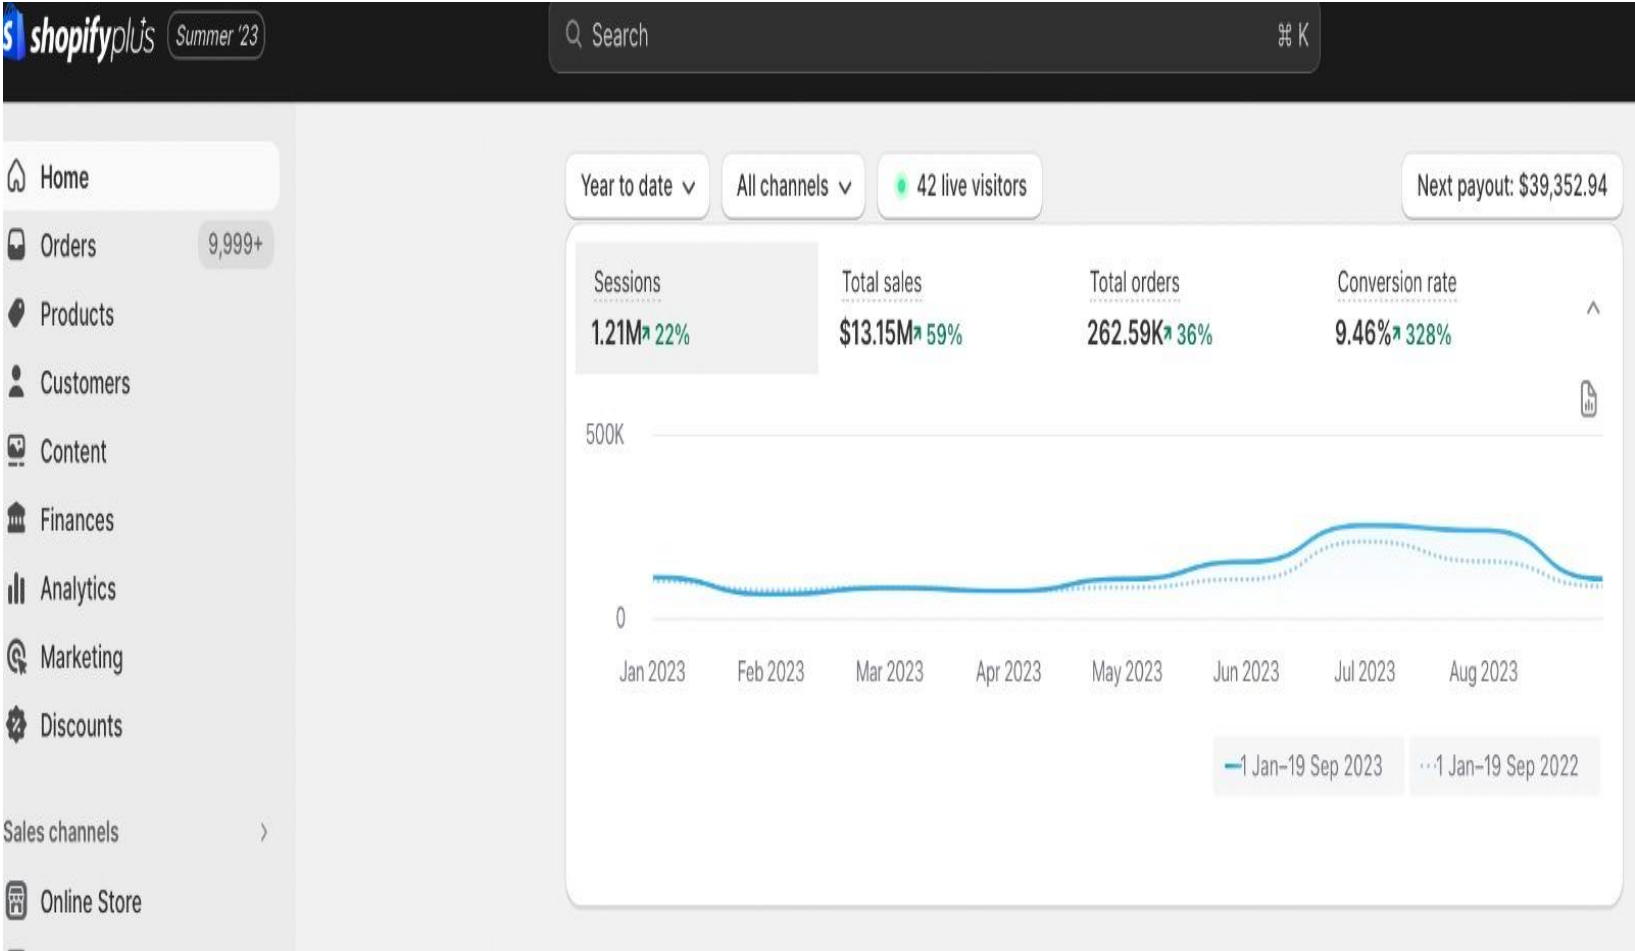 shopifyplus Summer '23
Search ⌘ K
Home
Orders 9,999+
Products
Customers
Content
Finances
Analytics
Marketing
Discounts
Sales channels
Online Store
Year to date All channels 42 live visitors Next payout: $39,352.94
Sessions Total sales Total orders Conversion rate
1.21M 22% $13.15M 59% 262.59K 36% 9.46% 328%
500K
0
Jan 2023 Feb 2023 Mar 2023 Apr 2023 May 2023 Jun 2023 Jul 2023 Aug 2023
1 Jan–19 Sep 2023 1 Jan–19 Sep 2022